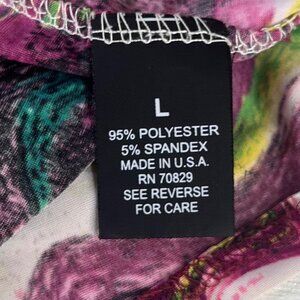 L
95% POLYESTER
5% SPANDEX
MADE IN U.S.A.
RN 70829
SEE REVERSE
FOR CARE